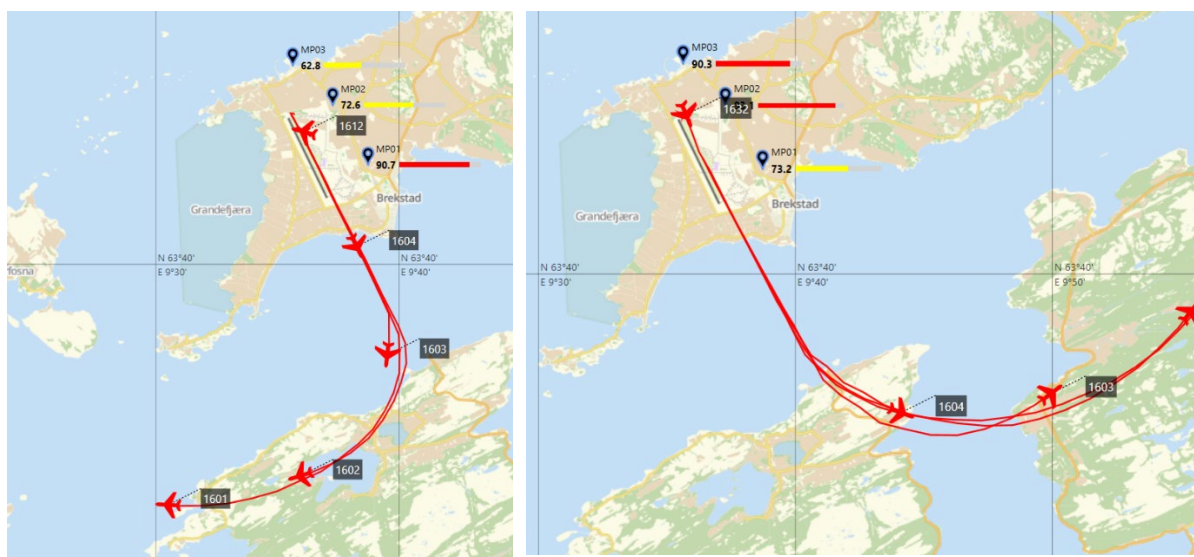 MP03
62.8
MP02
72.6
1612
MP01
90.7
Grandefjæra
Brekstad
1604
N 63°40'
E 9°30'
N 63°40'
E 9°40'
1603
1602
1601
MP03
90.3
MP02
1632
MP01
73.2
Grandefjæra
Brekstad
N 63°40'
E 9°30'
N 63°40'
E 9°40'
N 63°40'
E 9°50'
1603
1604